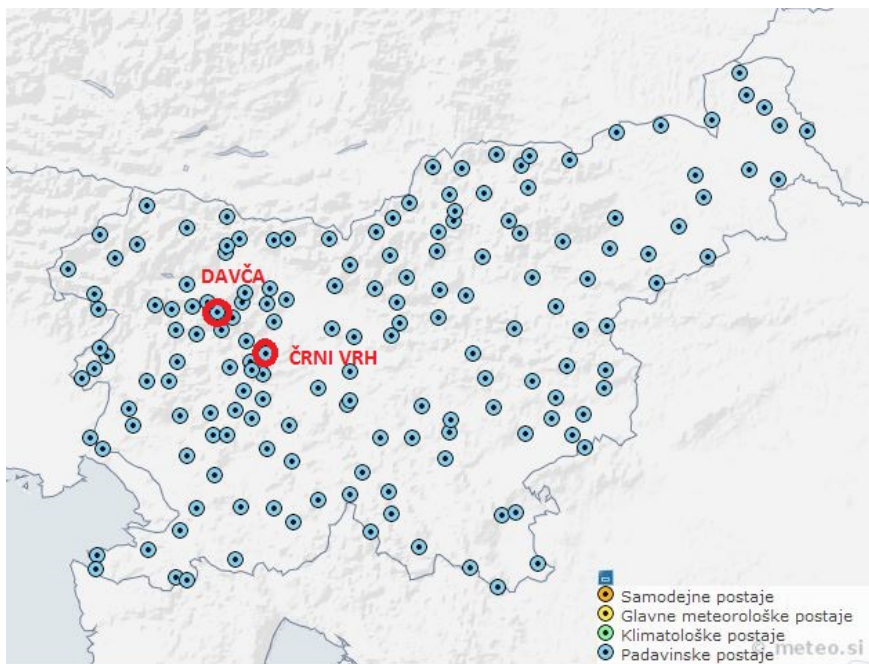 DAVČA
ČRNI VRH
Samodejne postaje
Glavne meteorološke postaje
Klimatološke postaje
Padavinske postaje
© meteo.si